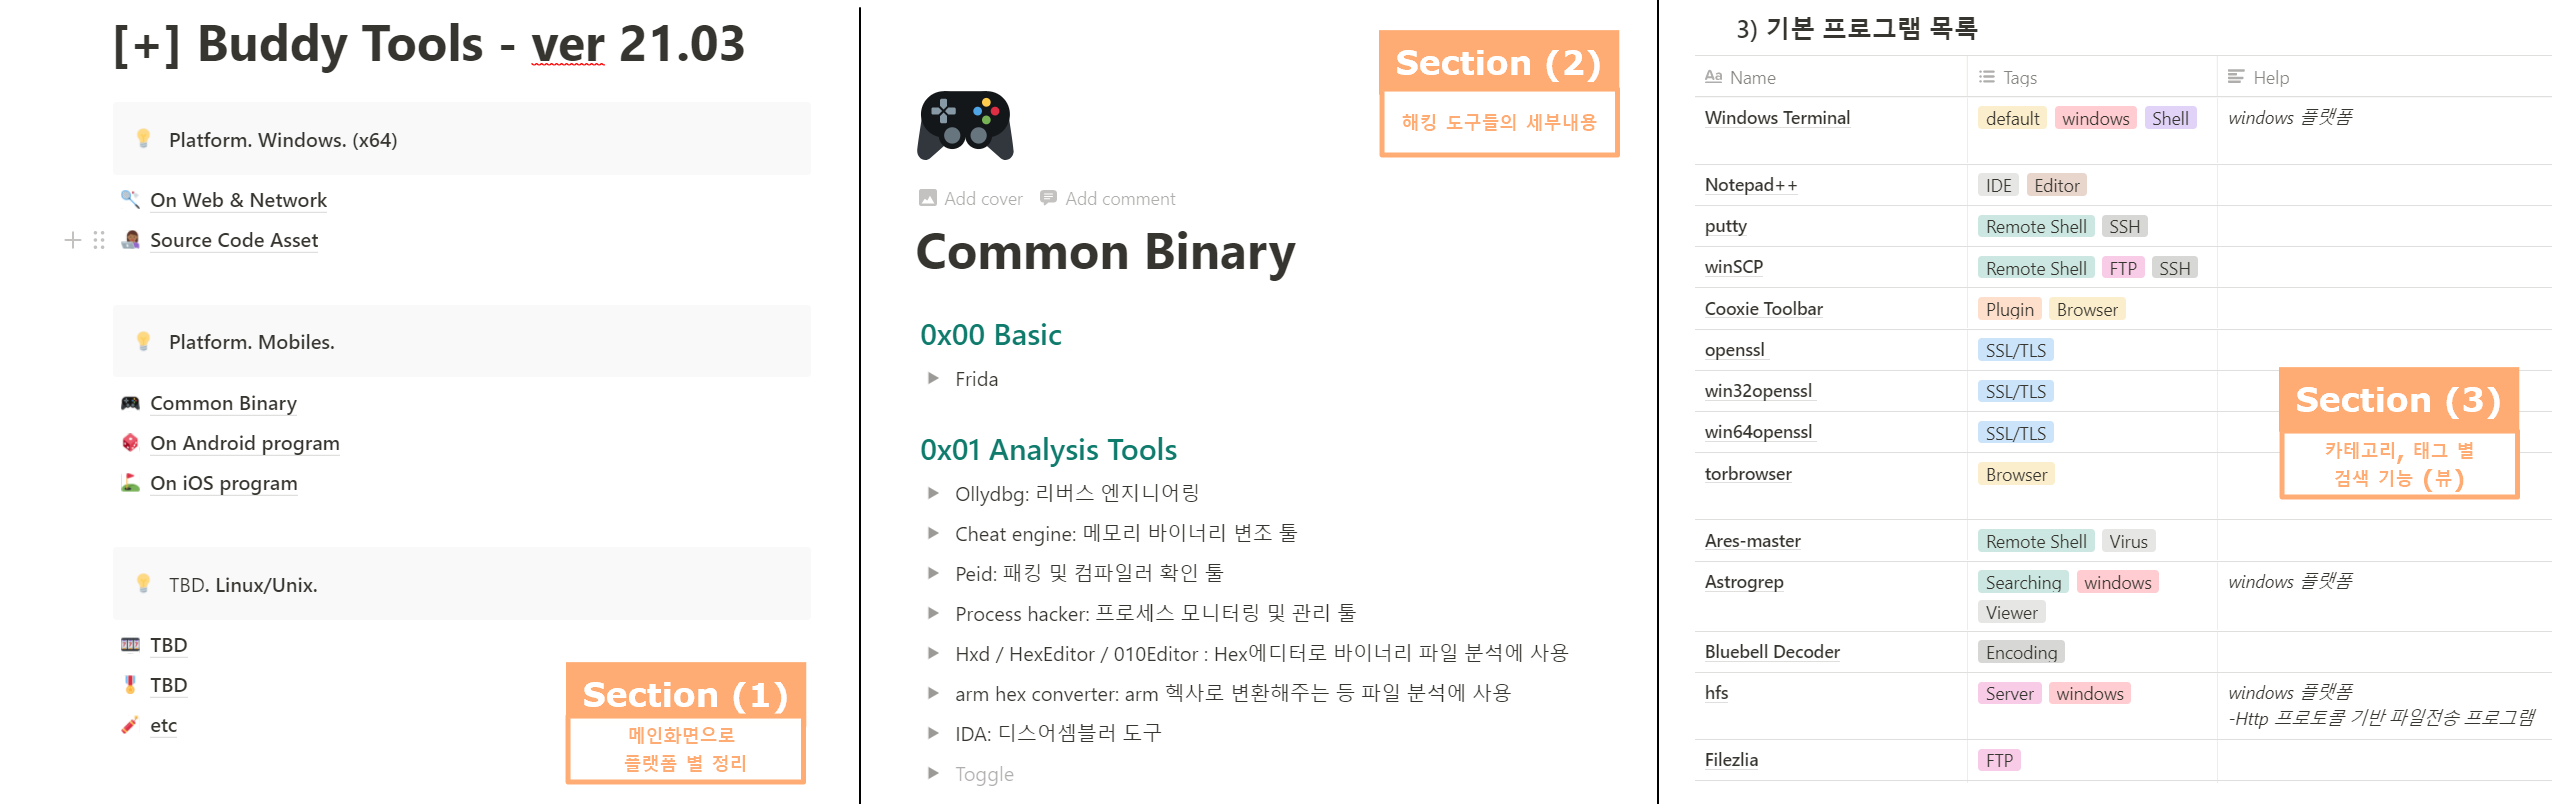 [+] Buddy Tools - ver 21.03
Platform. Windows. (x64)
On Web & Network
Source Code Asset
Platform. Mobiles.
Common Binary
On Android program
On iOS program
TBD. Linux/Unix.
TBD
TBD
etc
Section (1)
메인화면으로
플랫폼 별 정리
Section (2)
해킹 도구들의 세부내용
Add cover Add comment
Common Binary
0x00 Basic
Frida
0x01 Analysis Tools
Ollydbg: 리버스 엔지니어링
Cheat engine: 메모리 바이너리 변조 툴
Peid: 패킹 및 컴파일러 확인 툴
Process hacker: 프로세스 모니터링 및 관리 툴
Hxd / HexEditor / 010Editor : Hex에디터로 바이너리 파일 분석에 사용
arm hex converter: arm 헥사로 변환해주는 등 파일 분석에 사용
IDA: 디스어셈블러 도구
Toggle
3) 기본 프로그램 목록
Aa Name Tags Help
Windows Terminal default windows Shell windows 플랫폼
Notepad++ IDE Editor
putty Remote Shell SSH
winSCP Remote Shell FTP SSH
Cooxie Toolbar Plugin Browser
openssl SSL/TLS
win32openssl SSL/TLS
win64openssl SSL/TLS
torbrowser Browser
Ares-master Remote Shell Virus
Astrogrep Searching windows windows 플랫폼
Viewer
Bluebell Decoder Encoding
hfs Server windows windows 플랫폼
-Http 프로토콜 기반 파일전송 프로그램
Filezlia FTP
Section (3)
카테고리, 태그 별
검색 기능 (뷰)